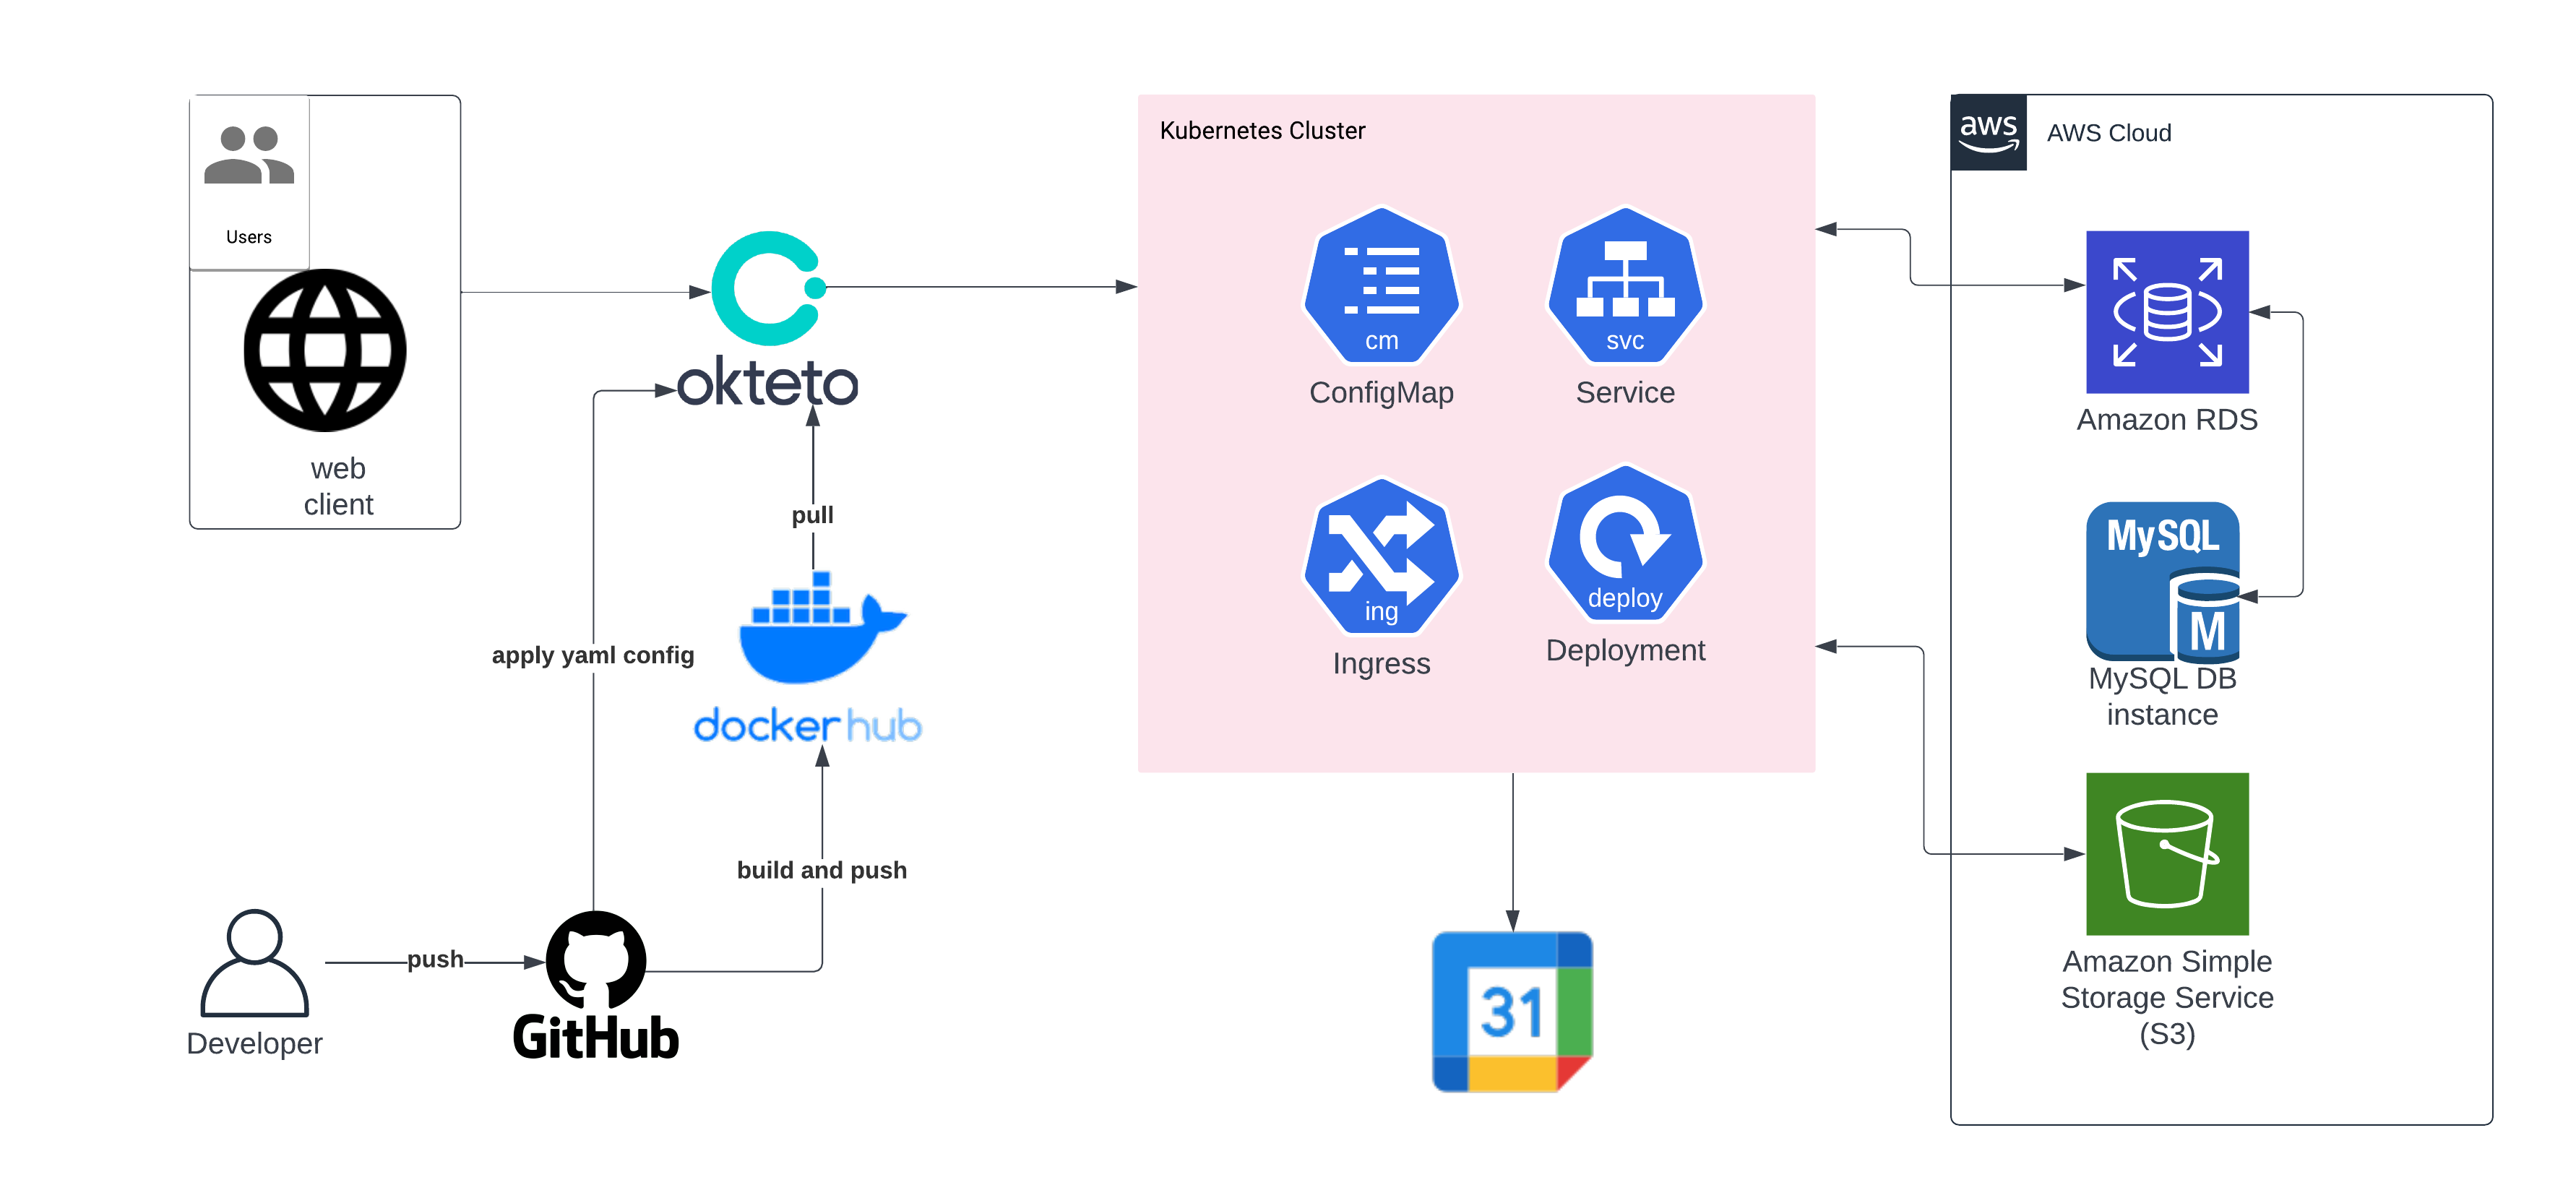 Users
web
client
okteto
pull
apply yaml config
dockerhub
build and push
push
Developer
GitHub
Kubernetes Cluster
cm
ConfigMap
svc
Service
ing
Ingress
deploy
Deployment
31
aws
AWS Cloud
Amazon RDS
MySQL
M
MySQL DB
instance
Amazon Simple
Storage Service
(S3)